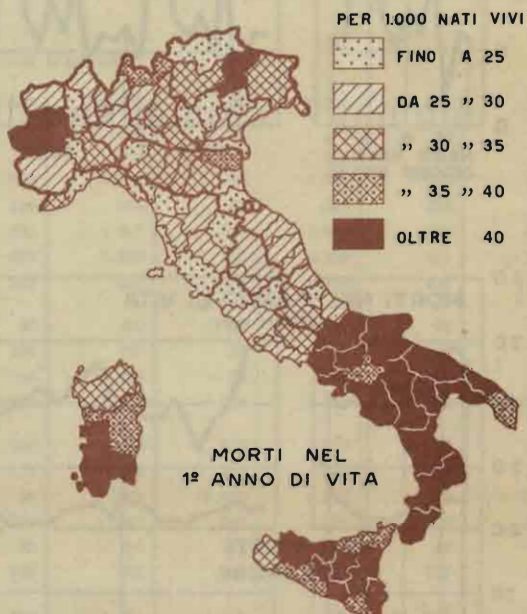 PER 1.000 NATI VIVI
FINO A 25
DA 25 ,, 30
,, 30 ,, 35
,, 35 ,, 40
OLTRE 40
MORTI NEL
1º ANNO DI VITA